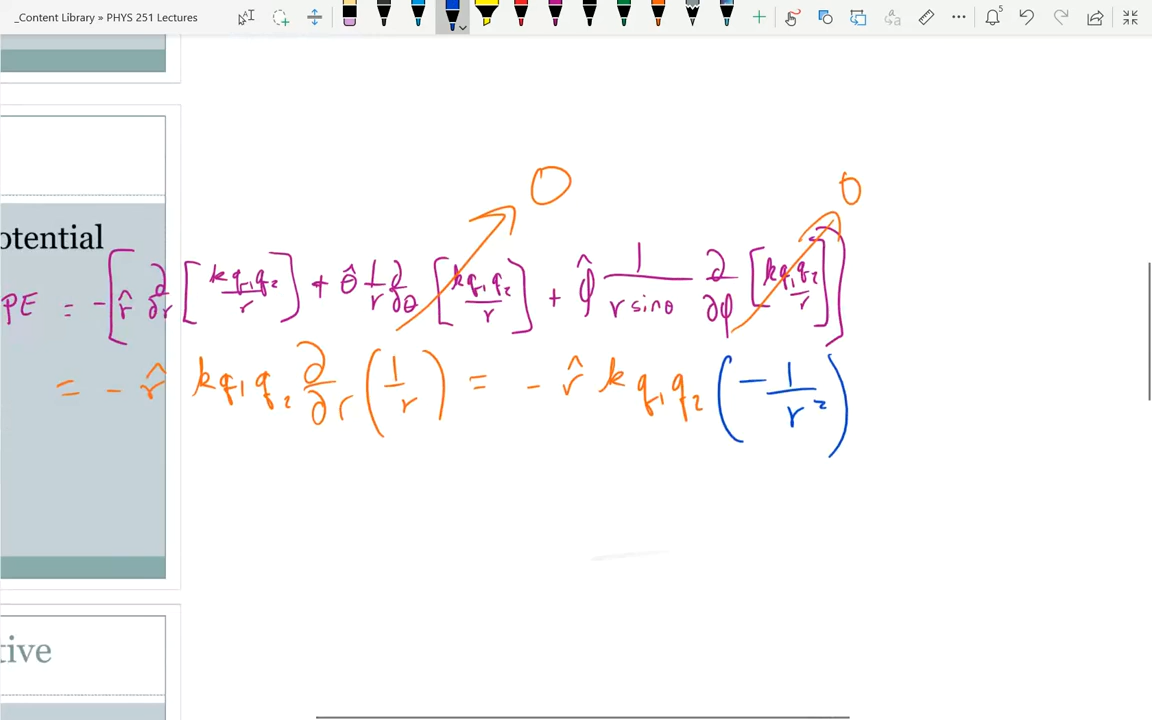 _Content Library » PHYS 251 Lectures
5
otential
0 0
PE = -[ r̂ ∂/∂r [kq₁q₂/r] + θ̂ 1/r ∂/∂θ [kq₁q₂/r] + φ̂ 1/(r sinθ) ∂/∂φ [kq₁q₂/r] ]
= - r̂ kq₁q₂ ∂/∂r (1/r) = - r̂ kq₁q₂ (-1/r²)
tive